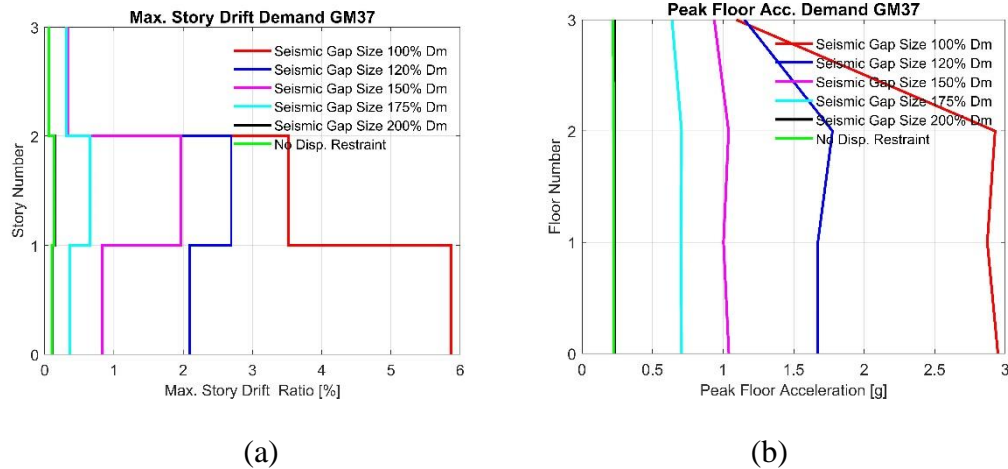 Max. Story Drift Demand GM37
3
2
1
0
Story Number
Seismic Gap Size 100% Dm
Seismic Gap Size 120% Dm
Seismic Gap Size 150% Dm
Seismic Gap Size 175% Dm
Seismic Gap Size 200% Dm
No Disp. Restraint
0 1 2 3 4 5 6
Max. Story Drift Ratio [%]
(a)
Peak Floor Acc. Demand GM37
3
2
1
0
Floor Number
Seismic Gap Size 100% Dm
Seismic Gap Size 120% Dm
Seismic Gap Size 150% Dm
Seismic Gap Size 175% Dm
Seismic Gap Size 200% Dm
No Disp. Restraint
0 0.5 1 1.5 2 2.5 3
Peak Floor Acceleration [g]
(b)